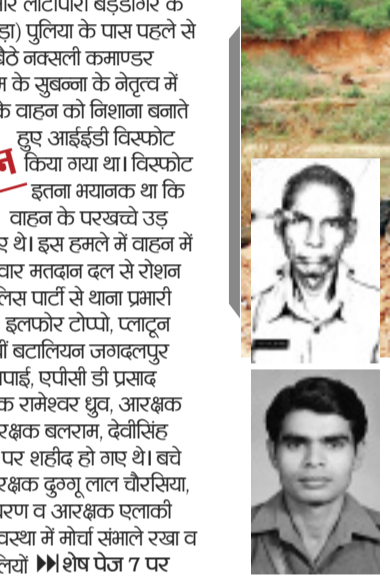 लाटापारा बड़डोंगर के
पुलिया के पास पहले से
बैठे नक्सली कमाण्डर
म के सुबन्ना के नेतृत्व में
के वाहन को निशाना बनाते
हुए आईईडी विस्फोट
न किया गया था। विस्फोट
इतना भयानक था कि
वाहन के परखच्चे उड़
ए थे। इस हमले में वाहन में
वार मतदान दल से रोशन
लिस पार्टी से थाना प्रभारी
इलफोर टोप्पो, प्लाटून
वीं बटालियन जगदलपुर
पाई, एपीसी डी प्रसाद
क रामेश्वर ध्रुव, आरक्षक
रक्षक बलराम, देवीसिंह
पर शहीद हो गए थे। बचे
रक्षक दुग्गू लाल चौरसिया,
रण व आरक्षक एलाकी
वस्था में मोर्चा संभाले रखा व
लियों ▶▶शेष पेज 7 पर